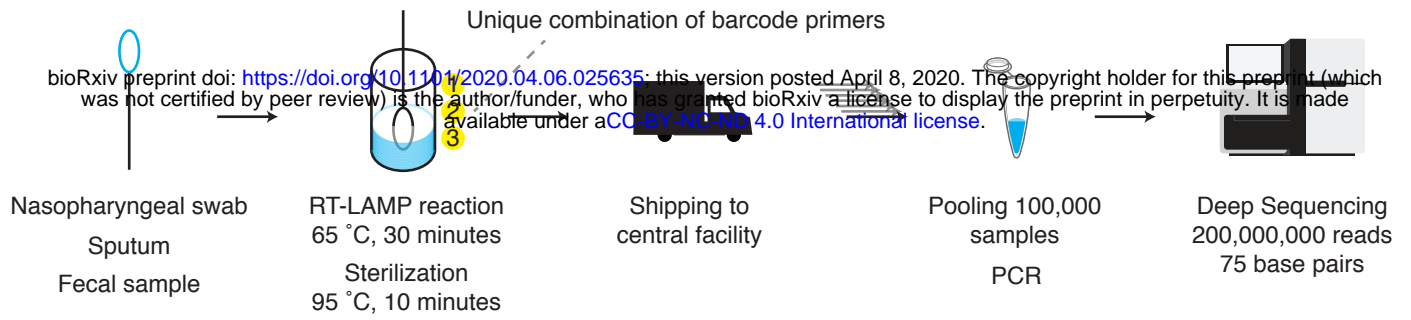 Unique combination of barcode primers
bioRxiv preprint doi: https://doi.org/10.1101/2020.04.06.025635; this version posted April 8, 2020. The copyright holder for this preprint (which
was not certified by peer review) is the author/funder, who has granted bioRxiv a license to display the preprint in perpetuity. It is made
available under aCC-BY-NC-ND 4.0 International license.
1
2
3
Nasopharyngeal swab
Sputum
Fecal sample
RT-LAMP reaction
65 ˚C, 30 minutes
Sterilization
95 ˚C, 10 minutes
Shipping to
central facility
Pooling 100,000
samples
PCR
Deep Sequencing
200,000,000 reads
75 base pairs